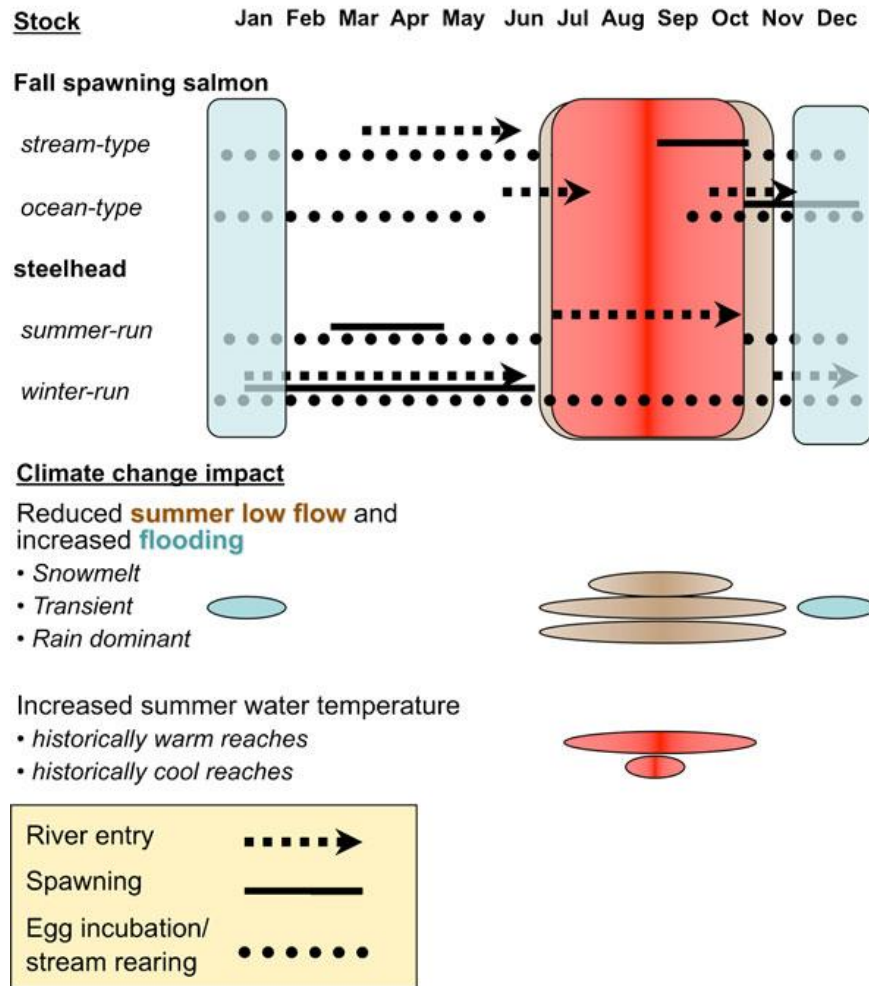 Stock Jan Feb Mar Apr May Jun Jul Aug Sep Oct Nov Dec
Fall spawning salmon
stream-type
ocean-type
steelhead
summer-run
winter-run
Climate change impact
Reduced summer low flow and
increased flooding
• Snowmelt
• Transient
• Rain dominant
Increased summer water temperature
• historically warm reaches
• historically cool reaches
River entry
Spawning
Egg incubation/
stream rearing